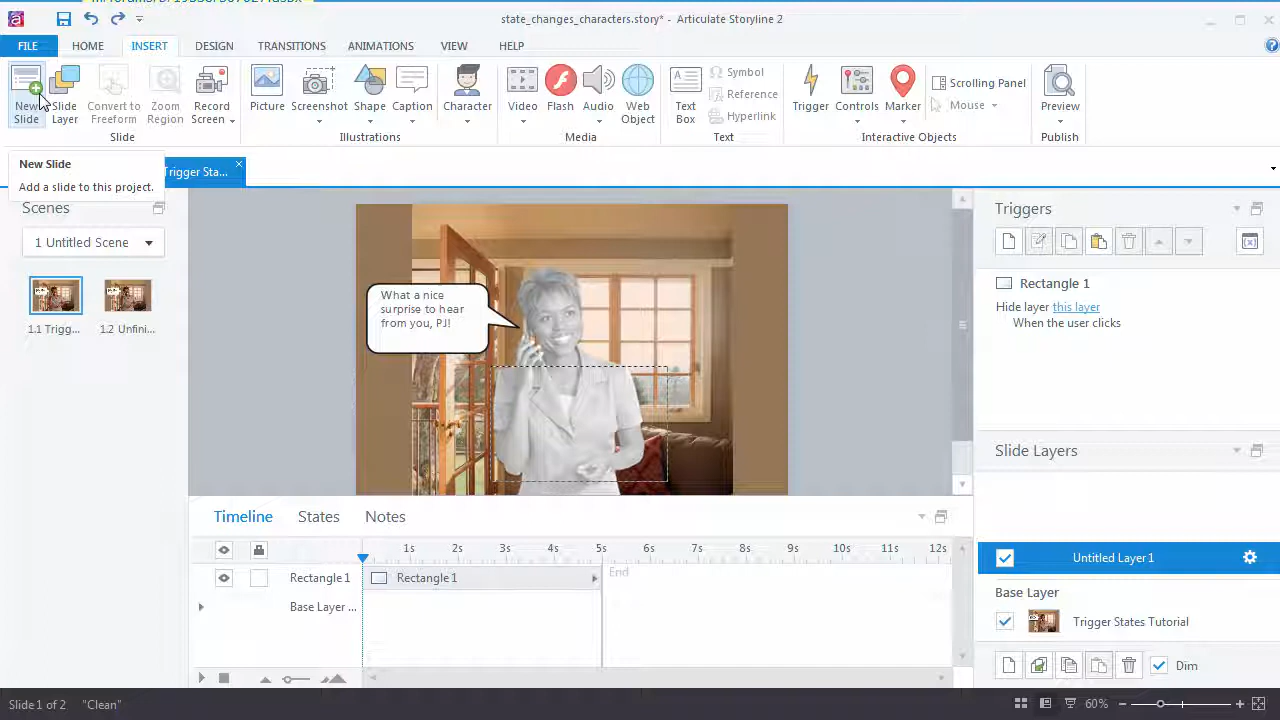 state_changes_characters.story* - Articulate Storyline 2
FILE
HOME
INSERT
DESIGN
TRANSITIONS
ANIMATIONS
VIEW
HELP
New
Slide
Slide
Layer
Convert to
Freeform
Zoom
Region
Record
Screen
Picture
Screenshot
Shape
Caption
Character
Video
Flash
Audio
Web
Object
Text
Box
Symbol
Reference
Hyperlink
Trigger
Controls
Marker
Scrolling Panel
Mouse
Preview
Slide
Illustrations
Media
Text
Interactive Objects
Publish
New Slide
Add a slide to this project.
Trigger Sta...
Scenes
1 Untitled Scene
1.1 Trigg...
1.2 Unfini...
What a nice
surprise to hear
from you, PJ!
Triggers
Rectangle 1
Hide layer this layer
When the user clicks
Slide Layers
Untitled Layer 1
Base Layer
Trigger States Tutorial
Dim
Timeline
States
Notes
1s 2s 3s 4s 5s 6s 7s 8s 9s 10s 11s 12s
Rectangle 1
Rectangle 1
End
Base Layer ...
Slide 1 of 2
"Clean"
60%